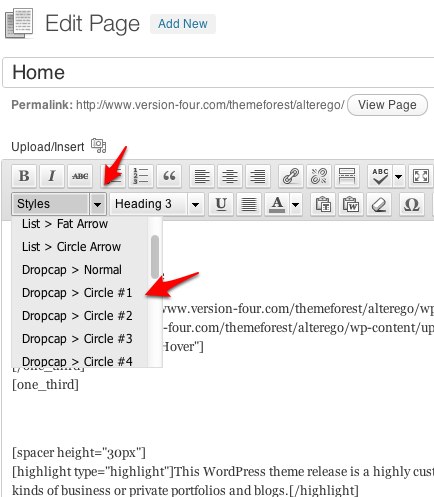 Edit Page Add New
Home
Permalink: http://www.version-four.com/themeforest/alterego/ View Page
Upload/Insert
B I ABC “ ABC
Styles Heading 3 U A T W Ω
List > Fat Arrow
List > Circle Arrow
Dropcap > Normal
Dropcap > Circle #1
www.version-four.com/themeforest/alterego/wp
Dropcap > Circle #2
-four.com/themeforest/alterego/wp-content/up
Dropcap > Circle #3
Hover"]
Dropcap > Circle #4
[/one_third]
[one_third]
[spacer height="30px"]
[highlight type="highlight"]This WordPress theme release is a highly cust
kinds of business or private portfolios and blogs.[/highlight]